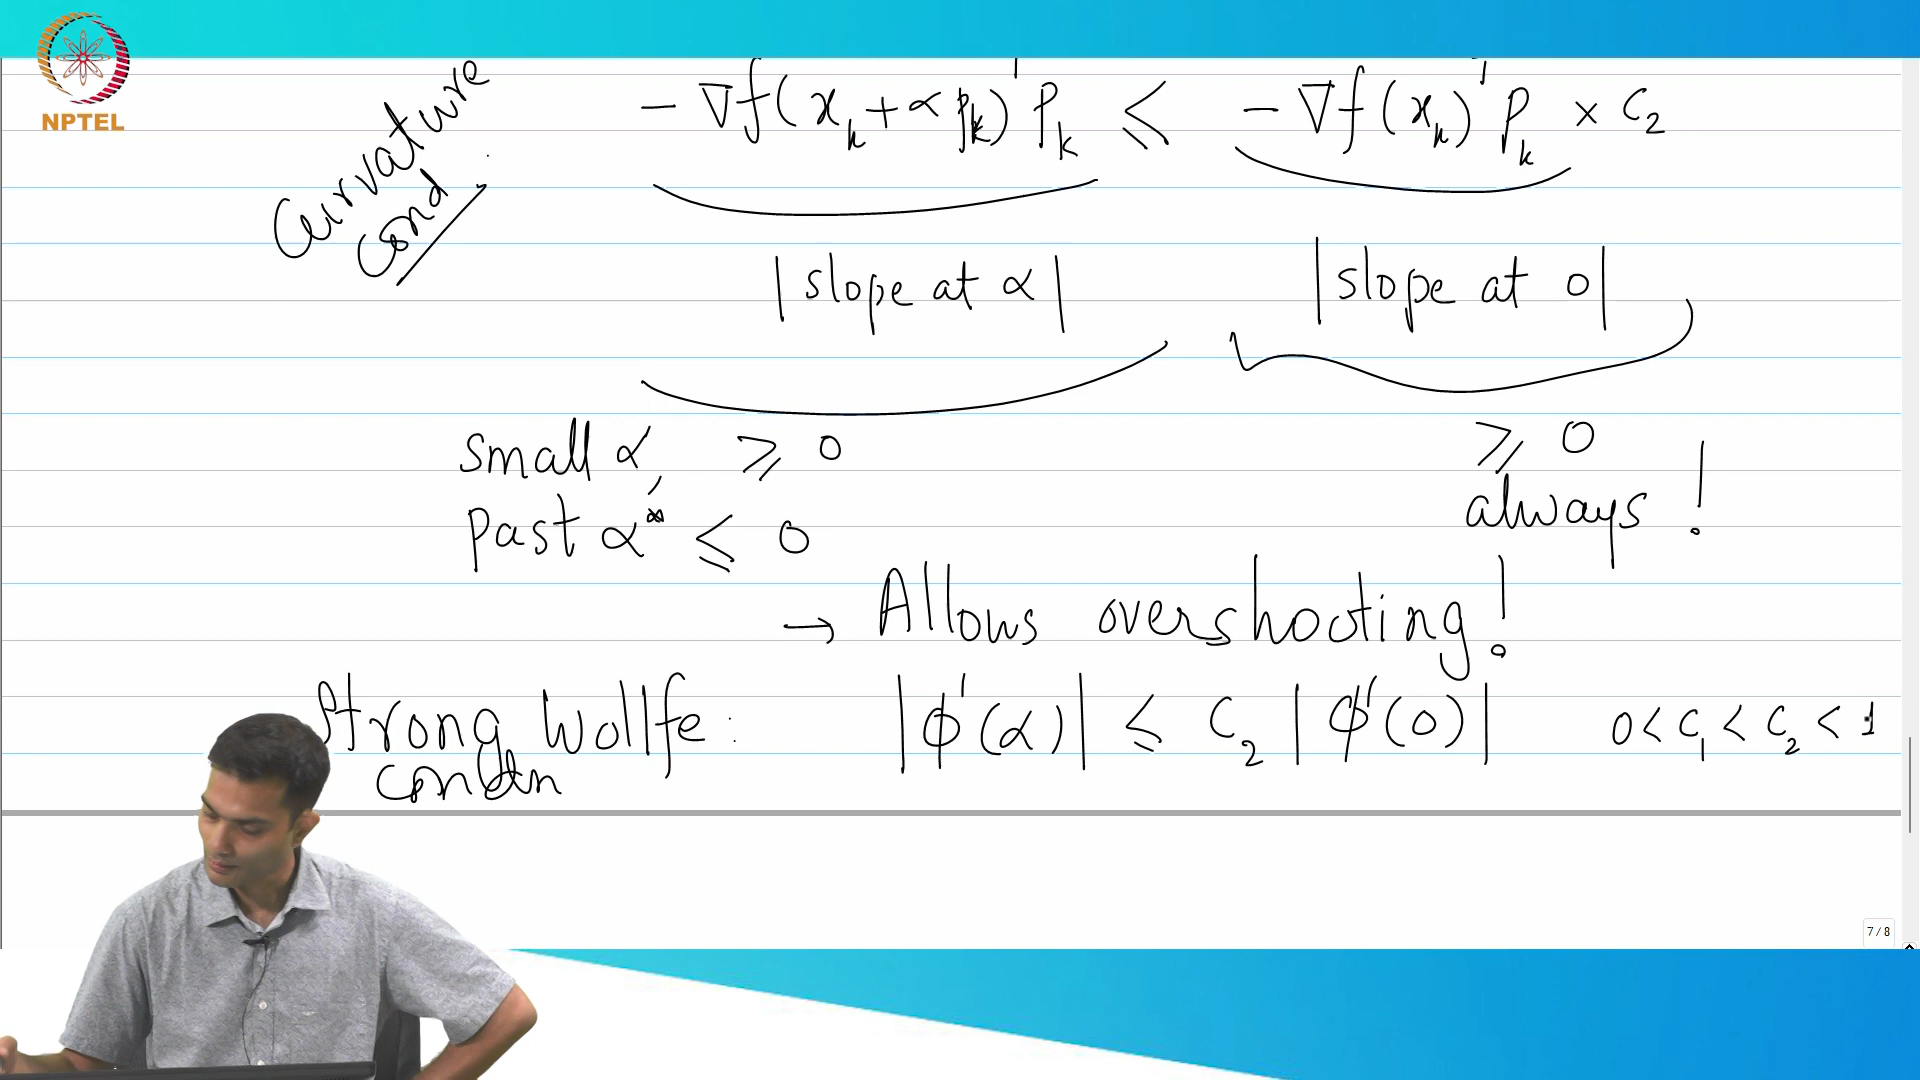 NPTEL
Curvature
Cond
- ∇f(x_k + α p_k)' p_k ≤ - ∇f(x_k)' p_k × c_2
|slope at α| |slope at 0|
small α, ≥ 0 ≥ 0
always!
past α* ≤ 0
→ Allows overshooting!
Strong Wollfe: |ϕ'(α)| ≤ c_2 |ϕ'(0)| 0 < c_1 < c_2 < 1
condn
7 / 8